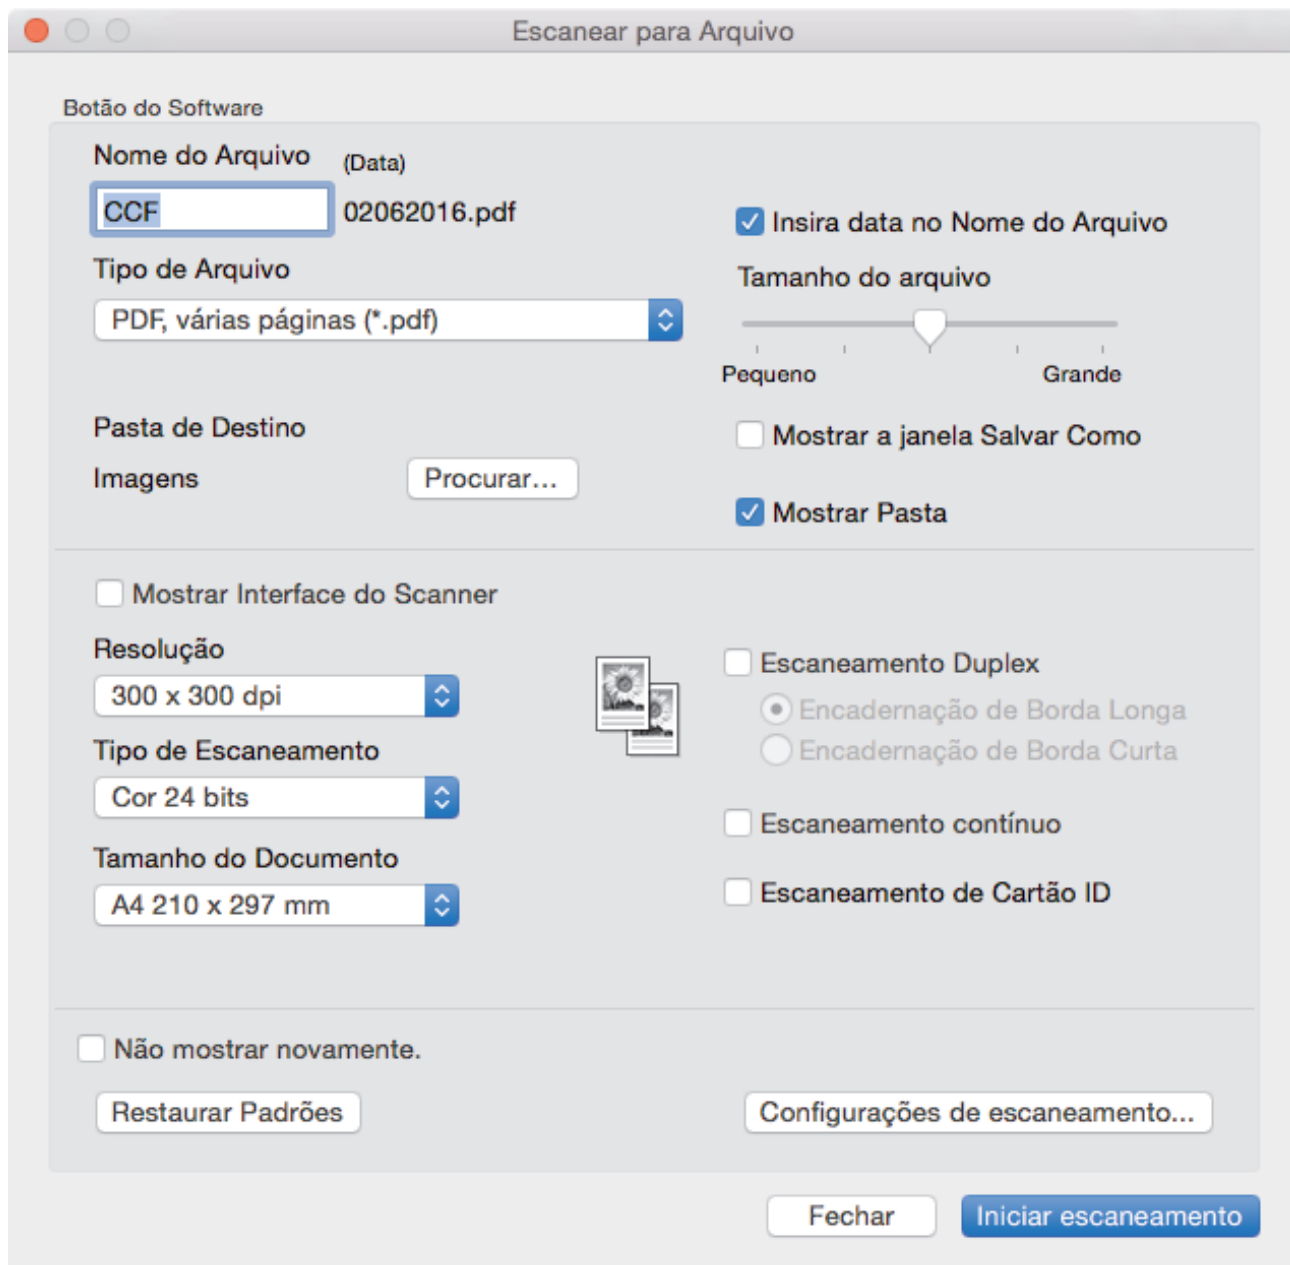 Escanear para Arquivo
Botão do Software
Nome do Arquivo (Data)
CCF 02062016.pdf
Insira data no Nome do Arquivo
Tipo de Arquivo
Tamanho do arquivo
PDF, várias páginas (*.pdf)
Pequeno Grande
Pasta de Destino
Mostrar a janela Salvar Como
Imagens Procurar...
Mostrar Pasta
Mostrar Interface do Scanner
Resolução
Escaneamento Duplex
300 x 300 dpi
Encadernação de Borda Longa
Tipo de Escaneamento
Encadernação de Borda Curta
Cor 24 bits
Escaneamento contínuo
Tamanho do Documento
A4 210 x 297 mm
Escaneamento de Cartão ID
Não mostrar novamente.
Restaurar Padrões Configurações de escaneamento...
Fechar Iniciar escaneamento